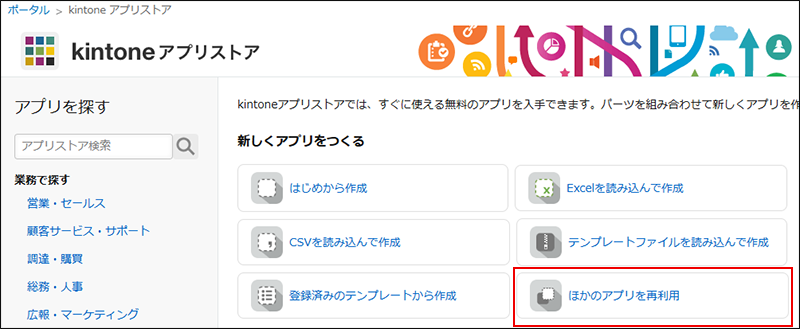 ポータル > kintone アプリストア
kintone アプリストア
アプリを探す
アプリストア検索
業務で探す
営業・セールス
顧客サービス・サポート
調達・購買
総務・人事
広報・マーケティング
kintoneアプリストアでは、すぐに使える無料のアプリを入手できます。パーツを組み合わせて新しくアプリを作
新しくアプリをつくる
はじめから作成
Excelを読み込んで作成
CSVを読み込んで作成
テンプレートファイルを読み込んで作成
登録済みのテンプレートから作成
ほかのアプリを再利用